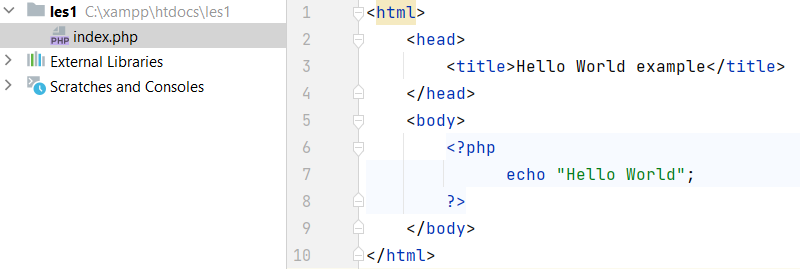 les1 C:\xampp\htdocs\les1
PHP index.php
External Libraries
Scratches and Consoles
1 <html>
2 <head>
3 <title>Hello World example</title>
4 </head>
5 <body>
6 <?php
7 echo "Hello World";
8 ?>
9 </body>
10 </html>